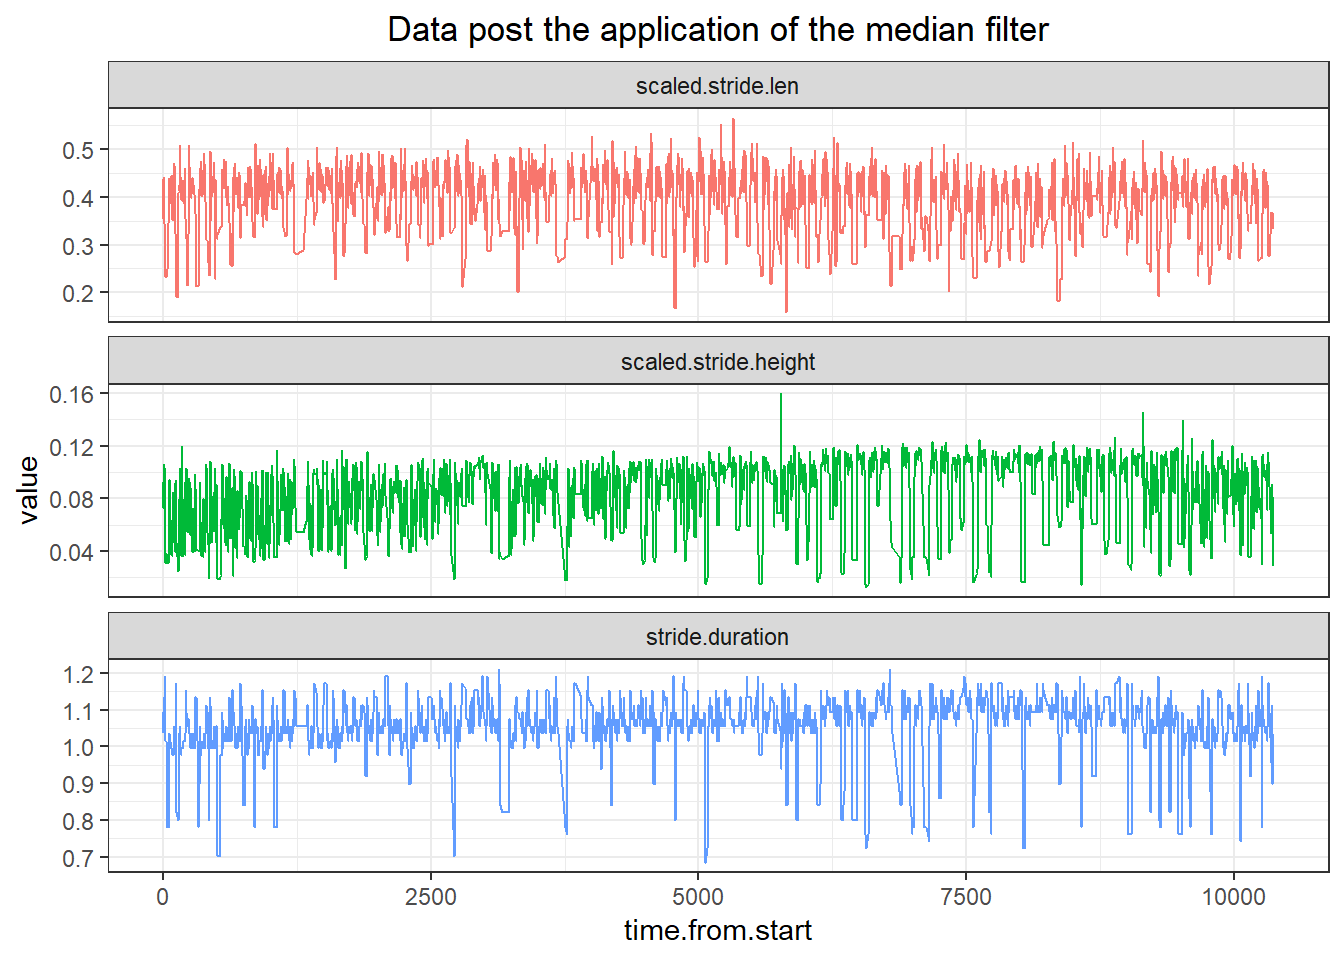 Data post the application of the median filter
scaled.stride.len
0.5
0.4
0.3
0.2
scaled.stride.height
0.16
0.12
0.08
0.04
value
stride.duration
1.2
1.1
1.0
0.9
0.8
0.7
0 2500 5000 7500 10000
time.from.start